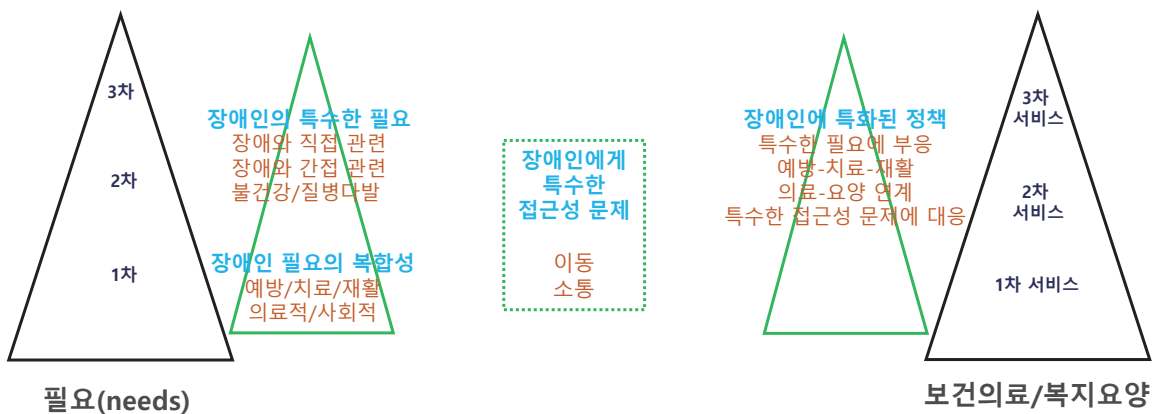 3차
2차
1차
장애인의 특수한 필요
장애와 직접 관련
장애와 간접 관련
불건강/질병다발
장애인 필요의 복합성
예방/치료/재활
의료적/사회적
필요(needs)
장애인에게
특수한
접근성 문제
이동
소통
장애인에 특화된 정책
특수한 필요에 부응
예방-치료-재활
의료-요양 연계
특수한 접근성 문제에 대응
3차
서비스
2차
서비스
1차 서비스
보건의료/복지요양